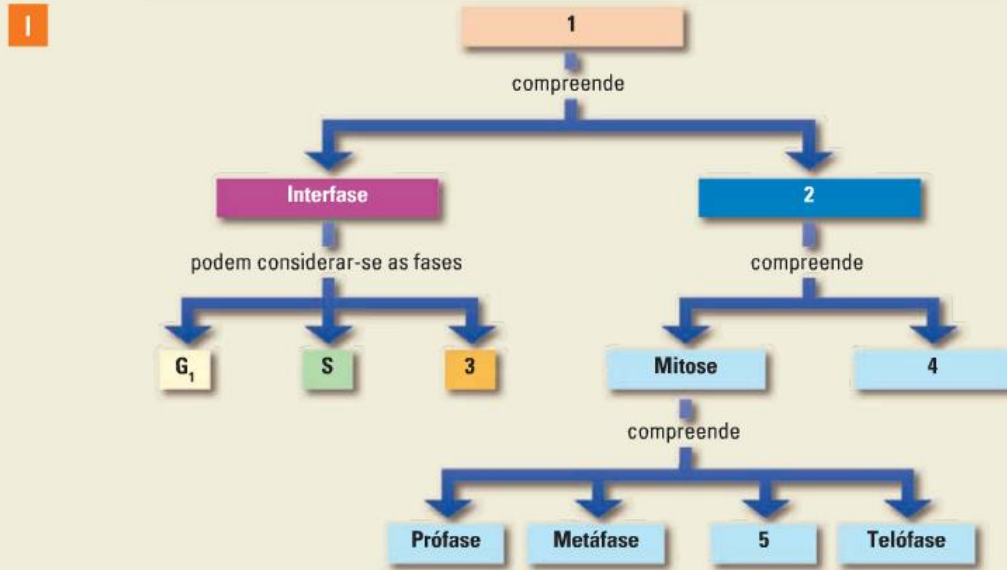 I
1
compreende
Interfase
2
podem considerar-se as fases
compreende
G₁
S
3
Mitose
4
compreende
Prófase
Metáfase
5
Telófase